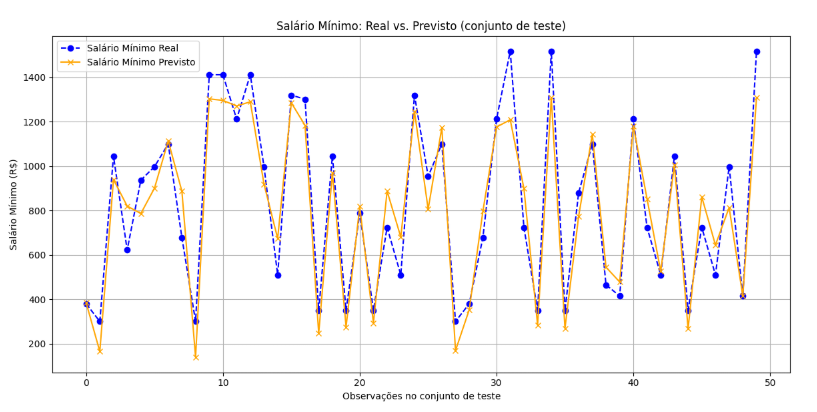 Salário Mínimo: Real vs. Previsto (conjunto de teste)
Salário Mínimo Real
Salário Mínimo Previsto
Salário Mínimo (R$)
1400
1200
1000
800
600
400
200
0 10 20 30 40 50
Observações no conjunto de teste